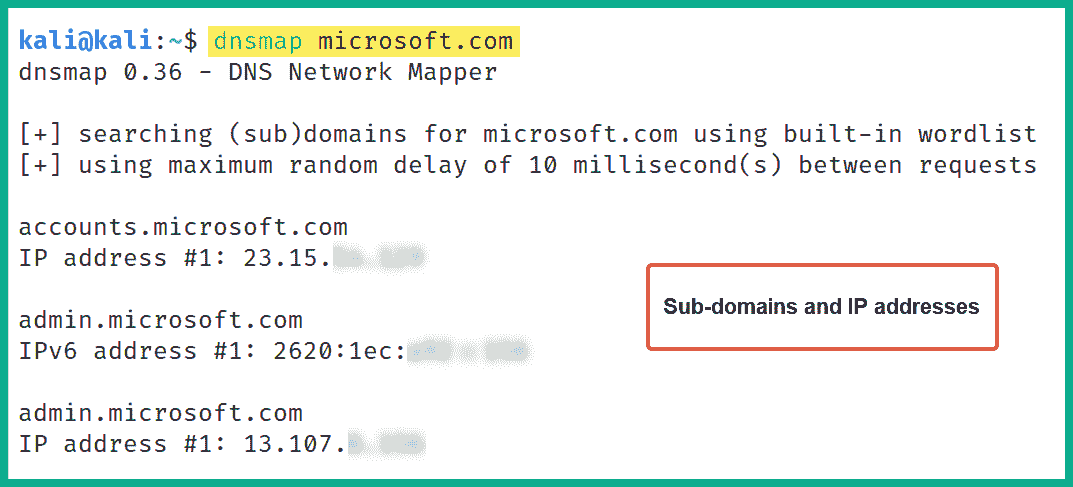 kali@kali:~$ dnsmap microsoft.com
dnsmap 0.36 - DNS Network Mapper
[+] searching (sub)domains for microsoft.com using built-in wordlist
[+] using maximum random delay of 10 millisecond(s) between requests
accounts.microsoft.com
IP address #1: 23.15.
admin.microsoft.com
IPv6 address #1: 2620:1ec:
admin.microsoft.com
IP address #1: 13.107.
Sub-domains and IP addresses